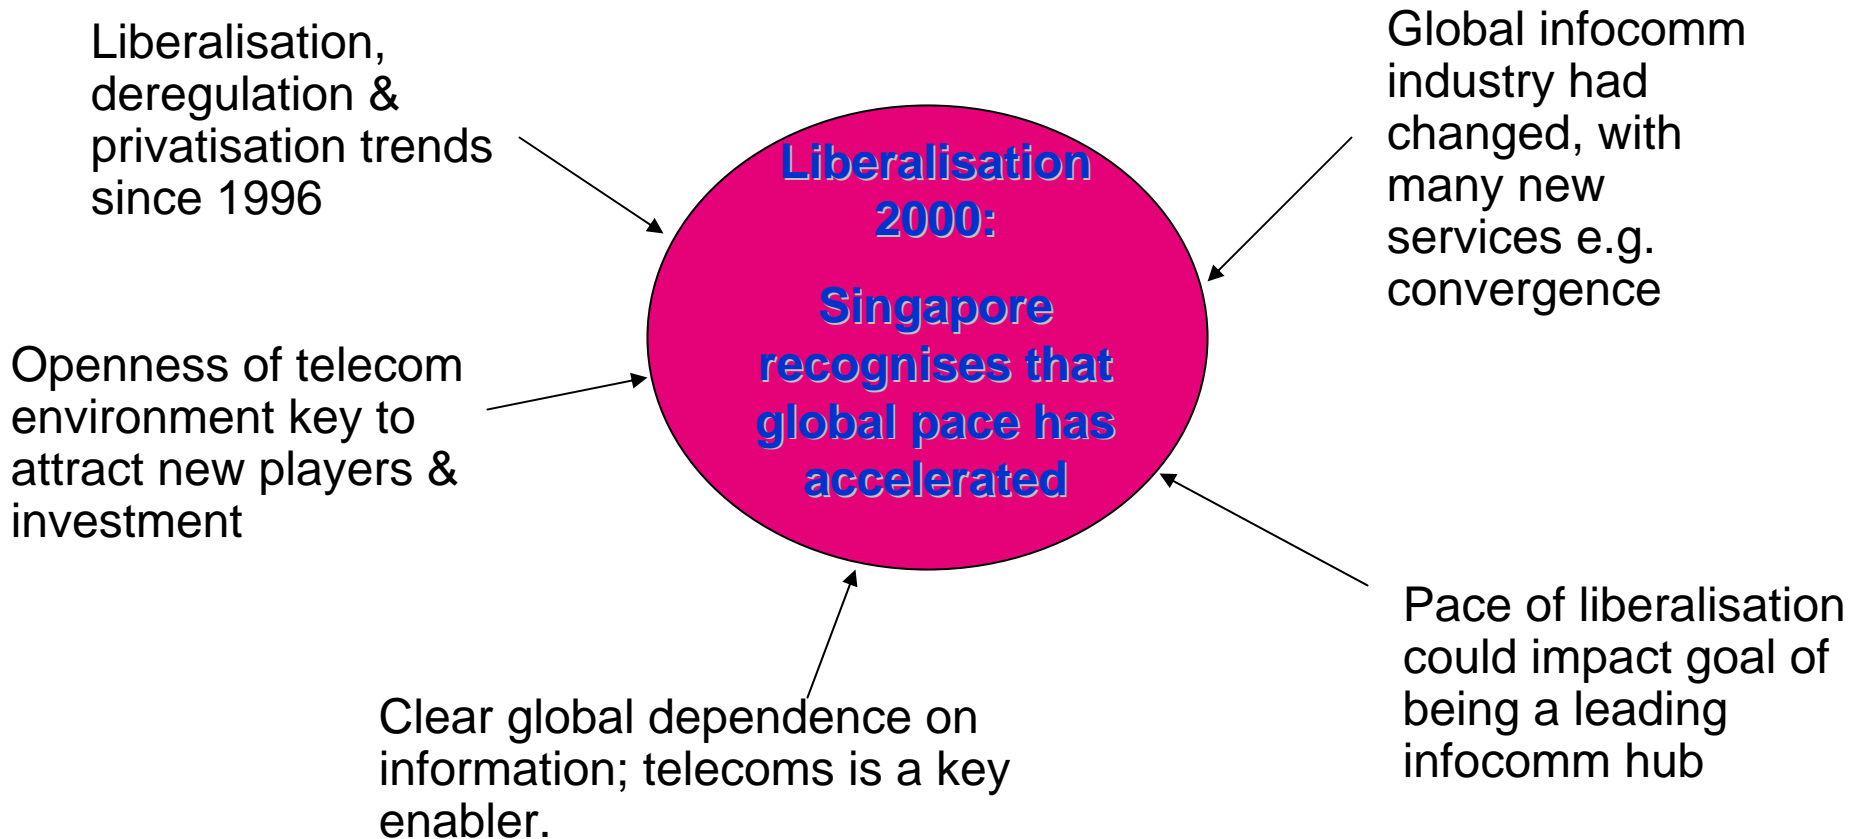 Liberalisation,
deregulation &
privatisation trends
since 1996
Global infocomm
industry had
changed, with
many new
services e.g.
convergence
Liberalisation
2000:
Singapore
recognises that
global pace has
accelerated
Openness of telecom
environment key to
attract new players &
investment
Pace of liberalisation
could impact goal of
being a leading
infocomm hub
Clear global dependence on
information; telecoms is a key
enabler.